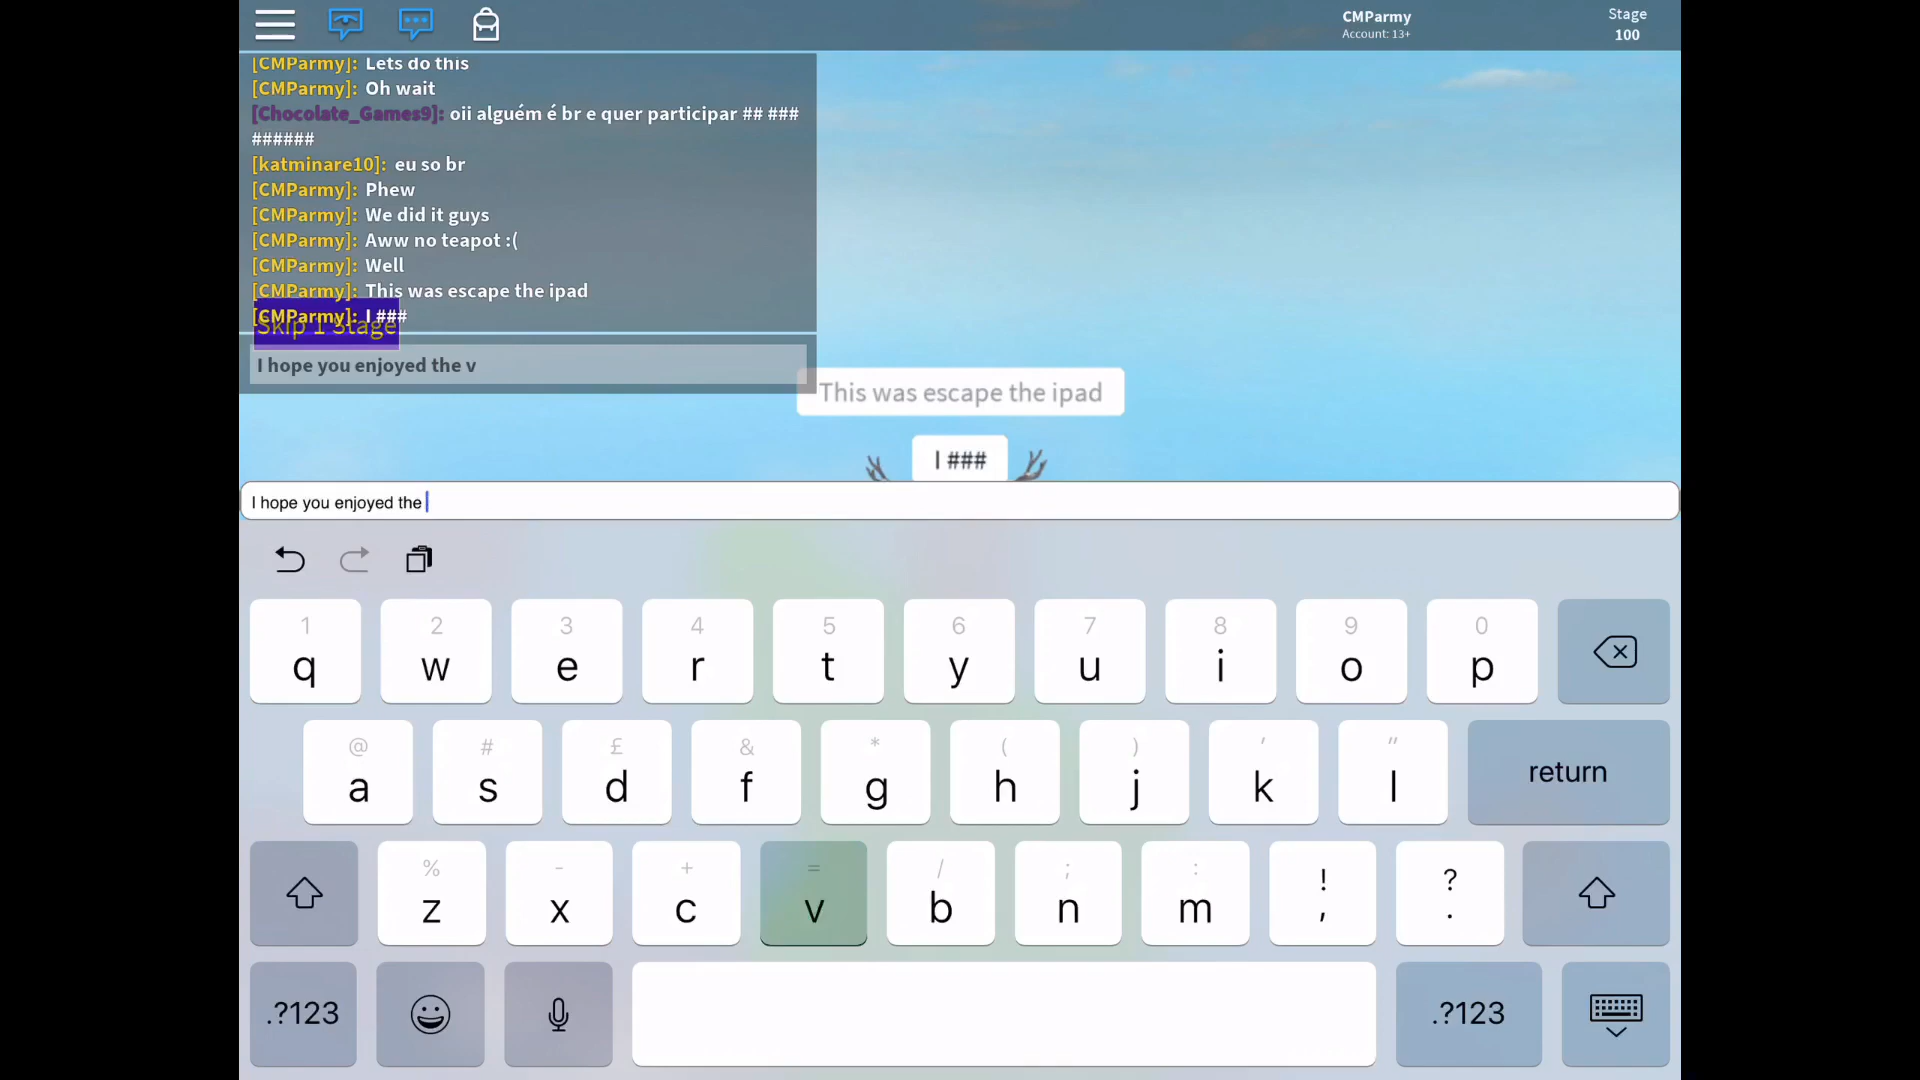 CMParmy
Account: 13+
Stage
100
[CMParmy]: Lets do this
[CMParmy]: Oh wait
[Chocolate_Games9]: oii alguém é br e quer participar ## ###
######
[katminare10]: eu so br
[CMParmy]: Phew
[CMParmy]: We did it guys
[CMParmy]: Aww no teapot :(
[CMParmy]: Well
[CMParmy]: This was escape the ipad
[CMParmy]: I ###
Skip 1 Stage
I hope you enjoyed the v
This was escape the ipad
I ###
I hope you enjoyed the
1 2 3 4 5 6 7 8 9 0
q w e r t y u i o p
@ # £ & * ( ) ' "
a s d f g h j k l return
% - + = / ; : ! ?
z x c v b n m , .
.?123 .?123